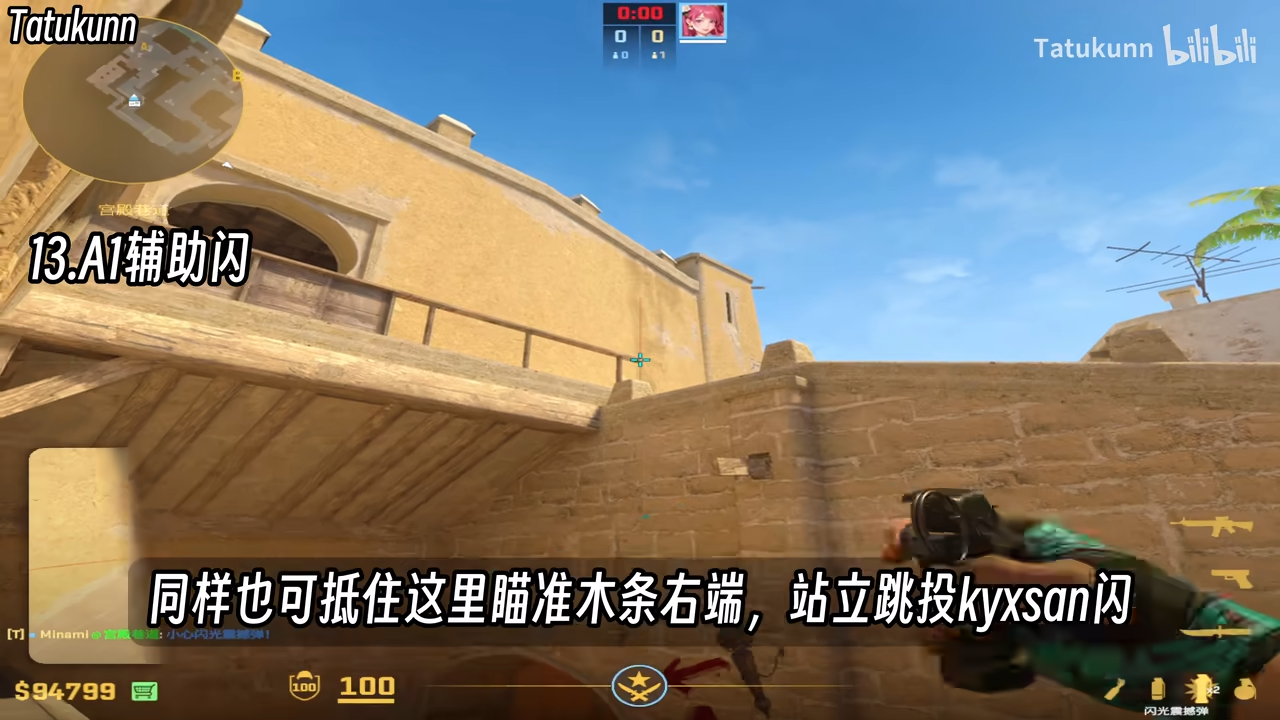 Tatukunn
0:00
0 0
0 1
Tatukunn bilibili
A
B
宫殿巷道
13.A1辅助闪
同样也可抵住这里瞄准木条右端，站立跳投kyxsan闪
[T] Minami 宫殿巷道: 小心闪光震撼弹!
$94799
100
100
x2
闪光震撼弹